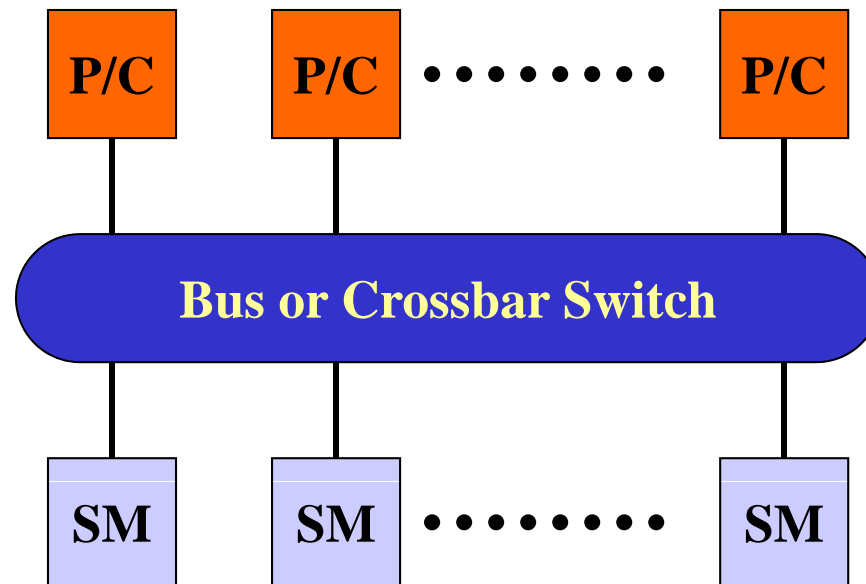 P/C P/C ........ P/C
Bus or Crossbar Switch
SM SM ........ SM